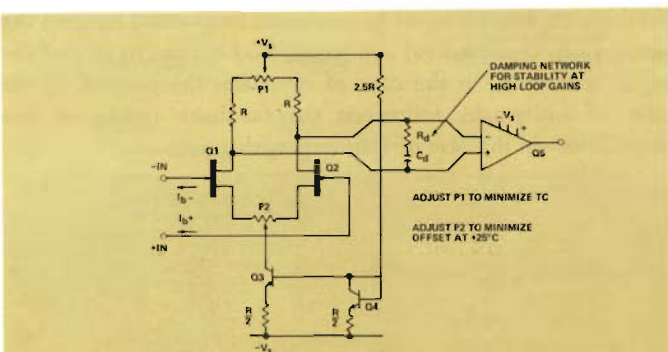 +Vs
P1
2.5R
R
R
DAMPING NETWORK
FOR STABILITY AT
HIGH LOOP GAINS
Rd
Cd
-Vs
+
-
+
Q5
Q1
Q2
-IN
Ib-
Ib+
+IN
P2
ADJUST P1 TO MINIMIZE TC
ADJUST P2 TO MINIMIZE
OFFSET AT +25°C
Q3
Q4
R
2
R
2
-Vs